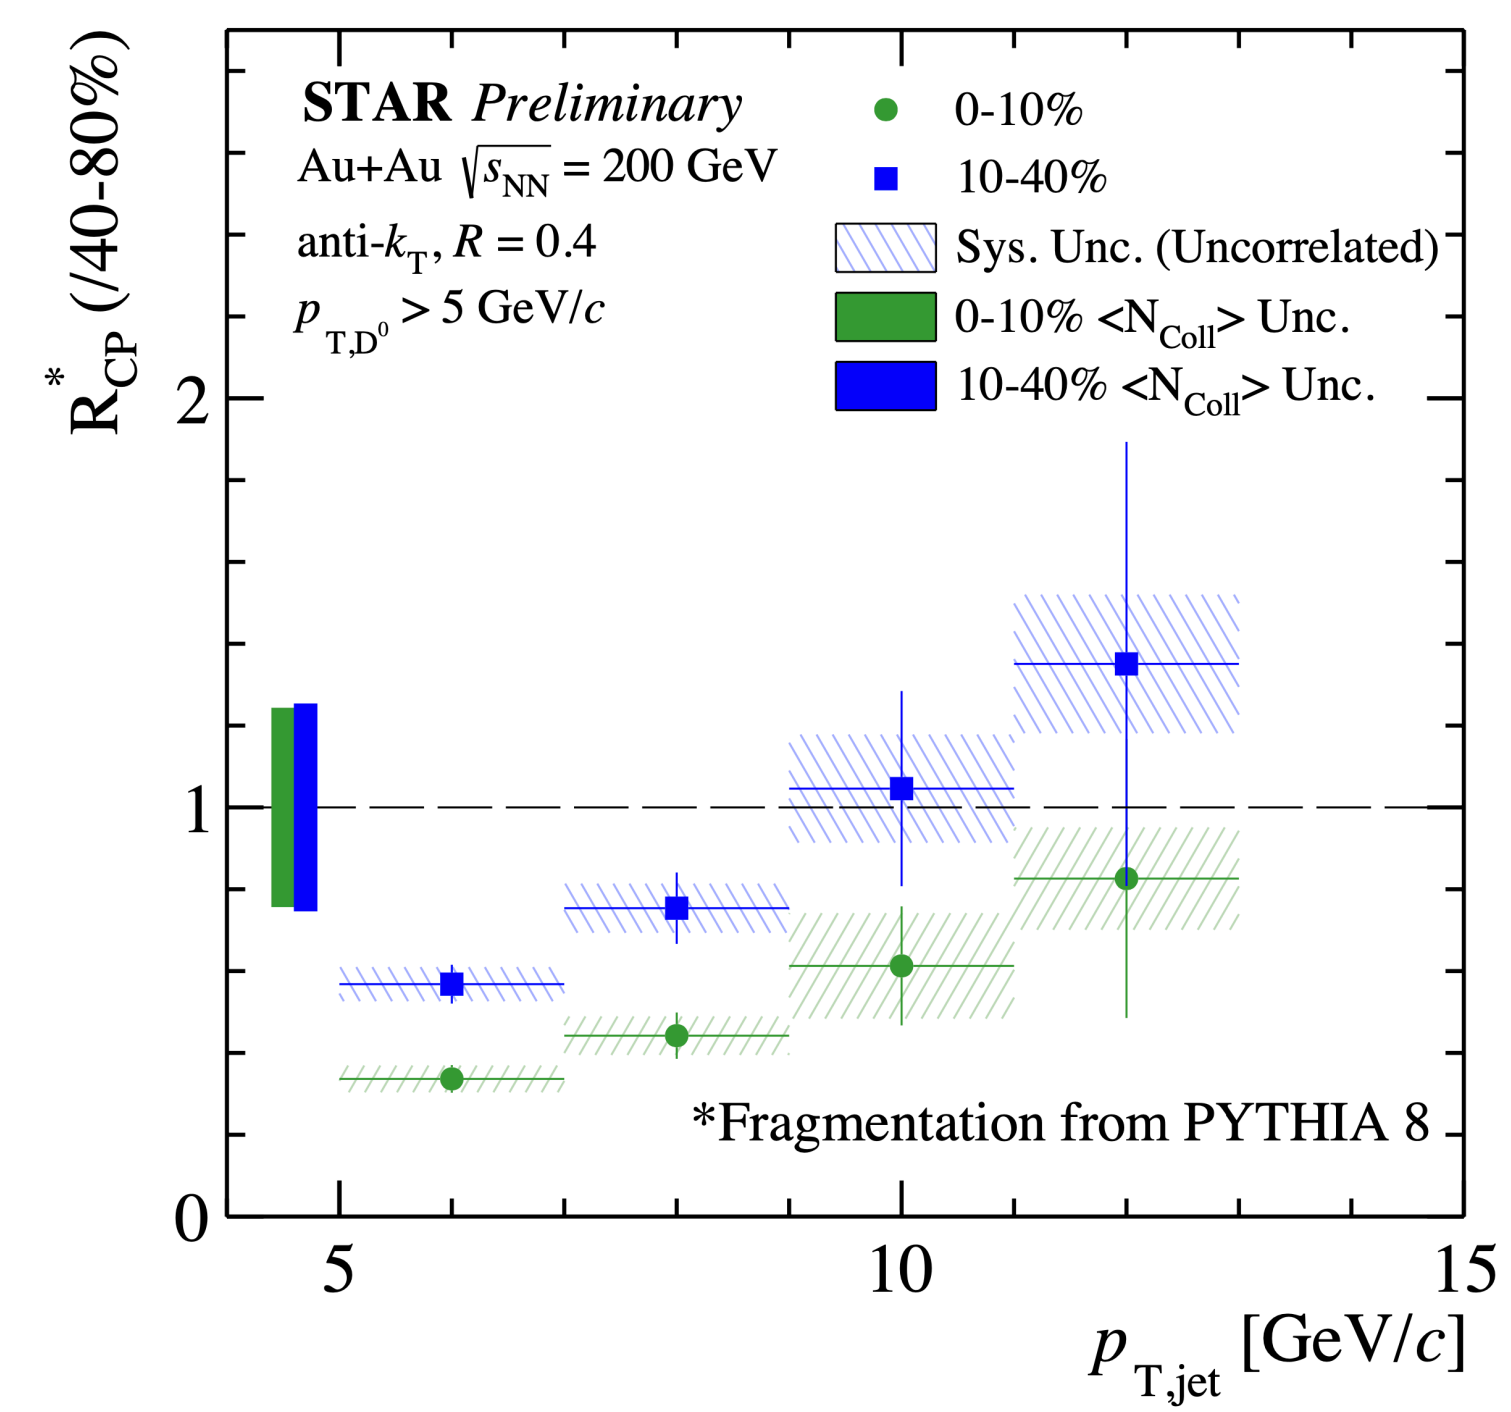 R*CP (/40-80%)
STAR Preliminary
Au+Au √sNN = 200 GeV
anti-kT, R = 0.4
pT,D0 > 5 GeV/c
0-10%
10-40%
Sys. Unc. (Uncorrelated)
0-10% <NColl> Unc.
10-40% <NColl> Unc.
2
1
0
*Fragmentation from PYTHIA 8
5 10 15
pT,jet [GeV/c]